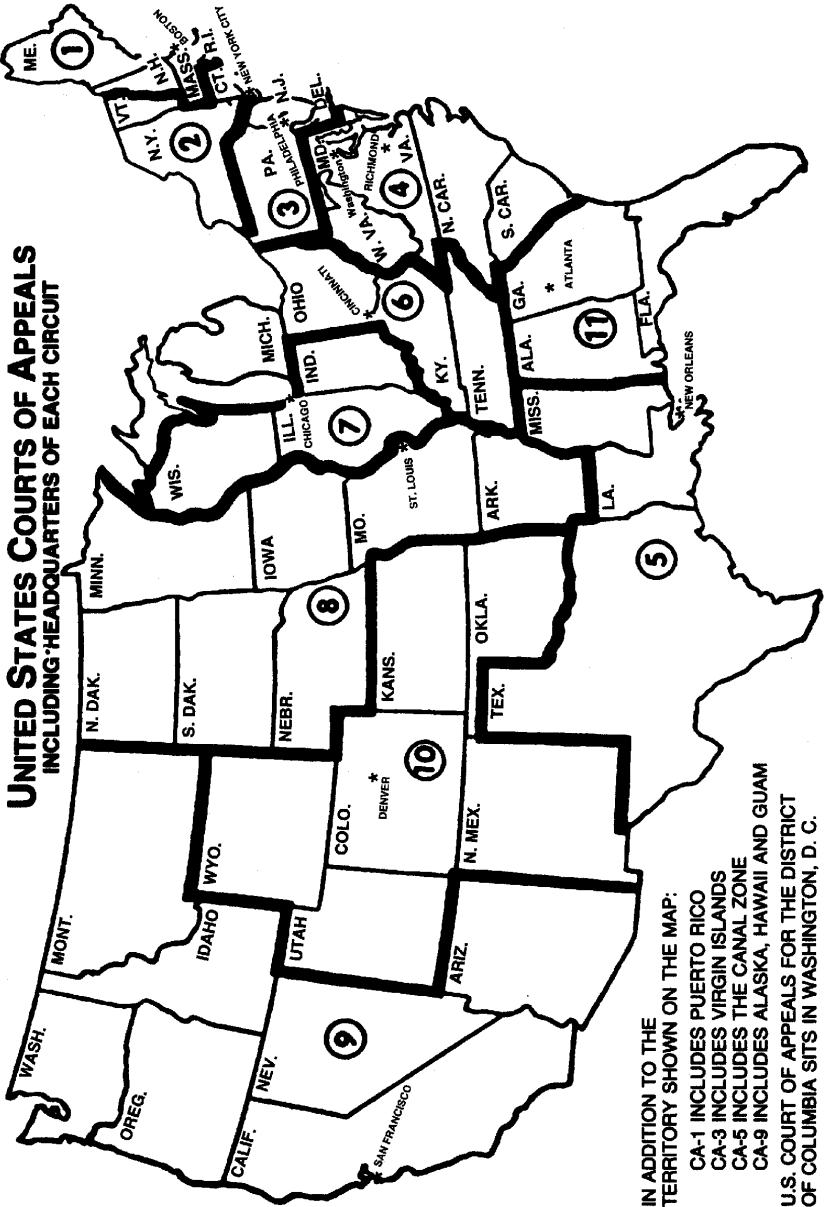 UNITED STATES COURTS OF APPEALS
INCLUDING HEADQUARTERS OF EACH CIRCUIT
WASH.
OREG.
CALIF.
SAN FRANCISCO
NEV.
9
IDAHO
MONT.
UTAH
ARIZ.
WYO.
COLO.
DENVER
10
N. MEX.
N. DAK.
S. DAK.
NEBR.
8
KANS.
OKLA.
TEX.
5
MINN.
IOWA
MO.
ST. LOUIS
ARK.
LA.
NEW ORLEANS
WIS.
ILL.
CHICAGO
7
IND.
MICH.
OHIO
CINCINNATI
6
KY.
TENN.
MISS.
ALA.
11
GA.
ATLANTA
FLA.
S. CAR.
N. CAR.
VA.
RICHMOND
4
W. VA.
Washington
MD.
DEL.
PA.
PHILADELPHIA
3
N.J.
N.Y.
2
NEW YORK CITY
VT.
CT.
R.I.
MASS.
BOSTON
N.H.
ME.
1
IN ADDITION TO THE
TERRITORY SHOWN ON THE MAP:
CA-1 INCLUDES PUERTO RICO
CA-3 INCLUDES VIRGIN ISLANDS
CA-5 INCLUDES THE CANAL ZONE
CA-9 INCLUDES ALASKA, HAWAII AND GUAM
U.S. COURT OF APPEALS FOR THE DISTRICT
OF COLUMBIA SITS IN WASHINGTON, D. C.